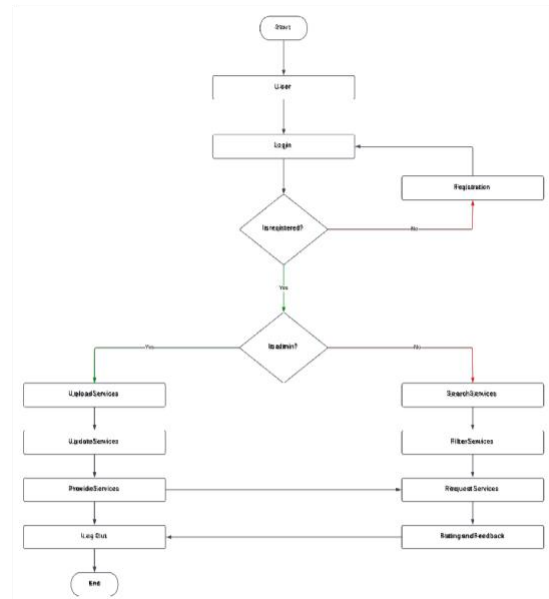 Start
User
Login
Registration
Is registered?
No
Yes
Is admin?
Yes
No
Upload Services
Search Services
Update Services
Filter Services
Provide Services
Request Services
Log Out
Rating and Feedback
End